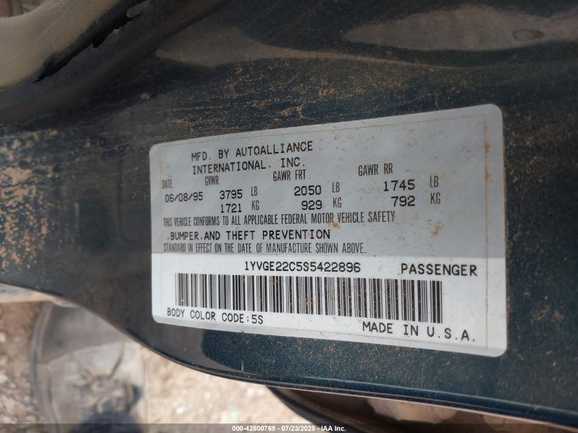 MFD. BY AUTOALLIANCE
INTERNATIONAL. INC.
DATE GVWR GAWR FRT GAWR RR
06/08/95 3795 LB 2050 LB 1745 LB
1721 KG 929 KG 792 KG
THIS VEHICLE CONFORMS TO ALL APPLICABLE FEDERAL MOTOR VEHICLE SAFETY
,BUMPER,AND THEFT PREVENTION
STANDARD IN EFFECT ON THE DATE OF MANUFACTURE SHOWN ABOVE.
1YVGE22C5S5422896 PASSENGER
BODY COLOR CODE:5S
MADE IN U.S.A.
000-42800769 - 07/23/2025 - IAA Inc.